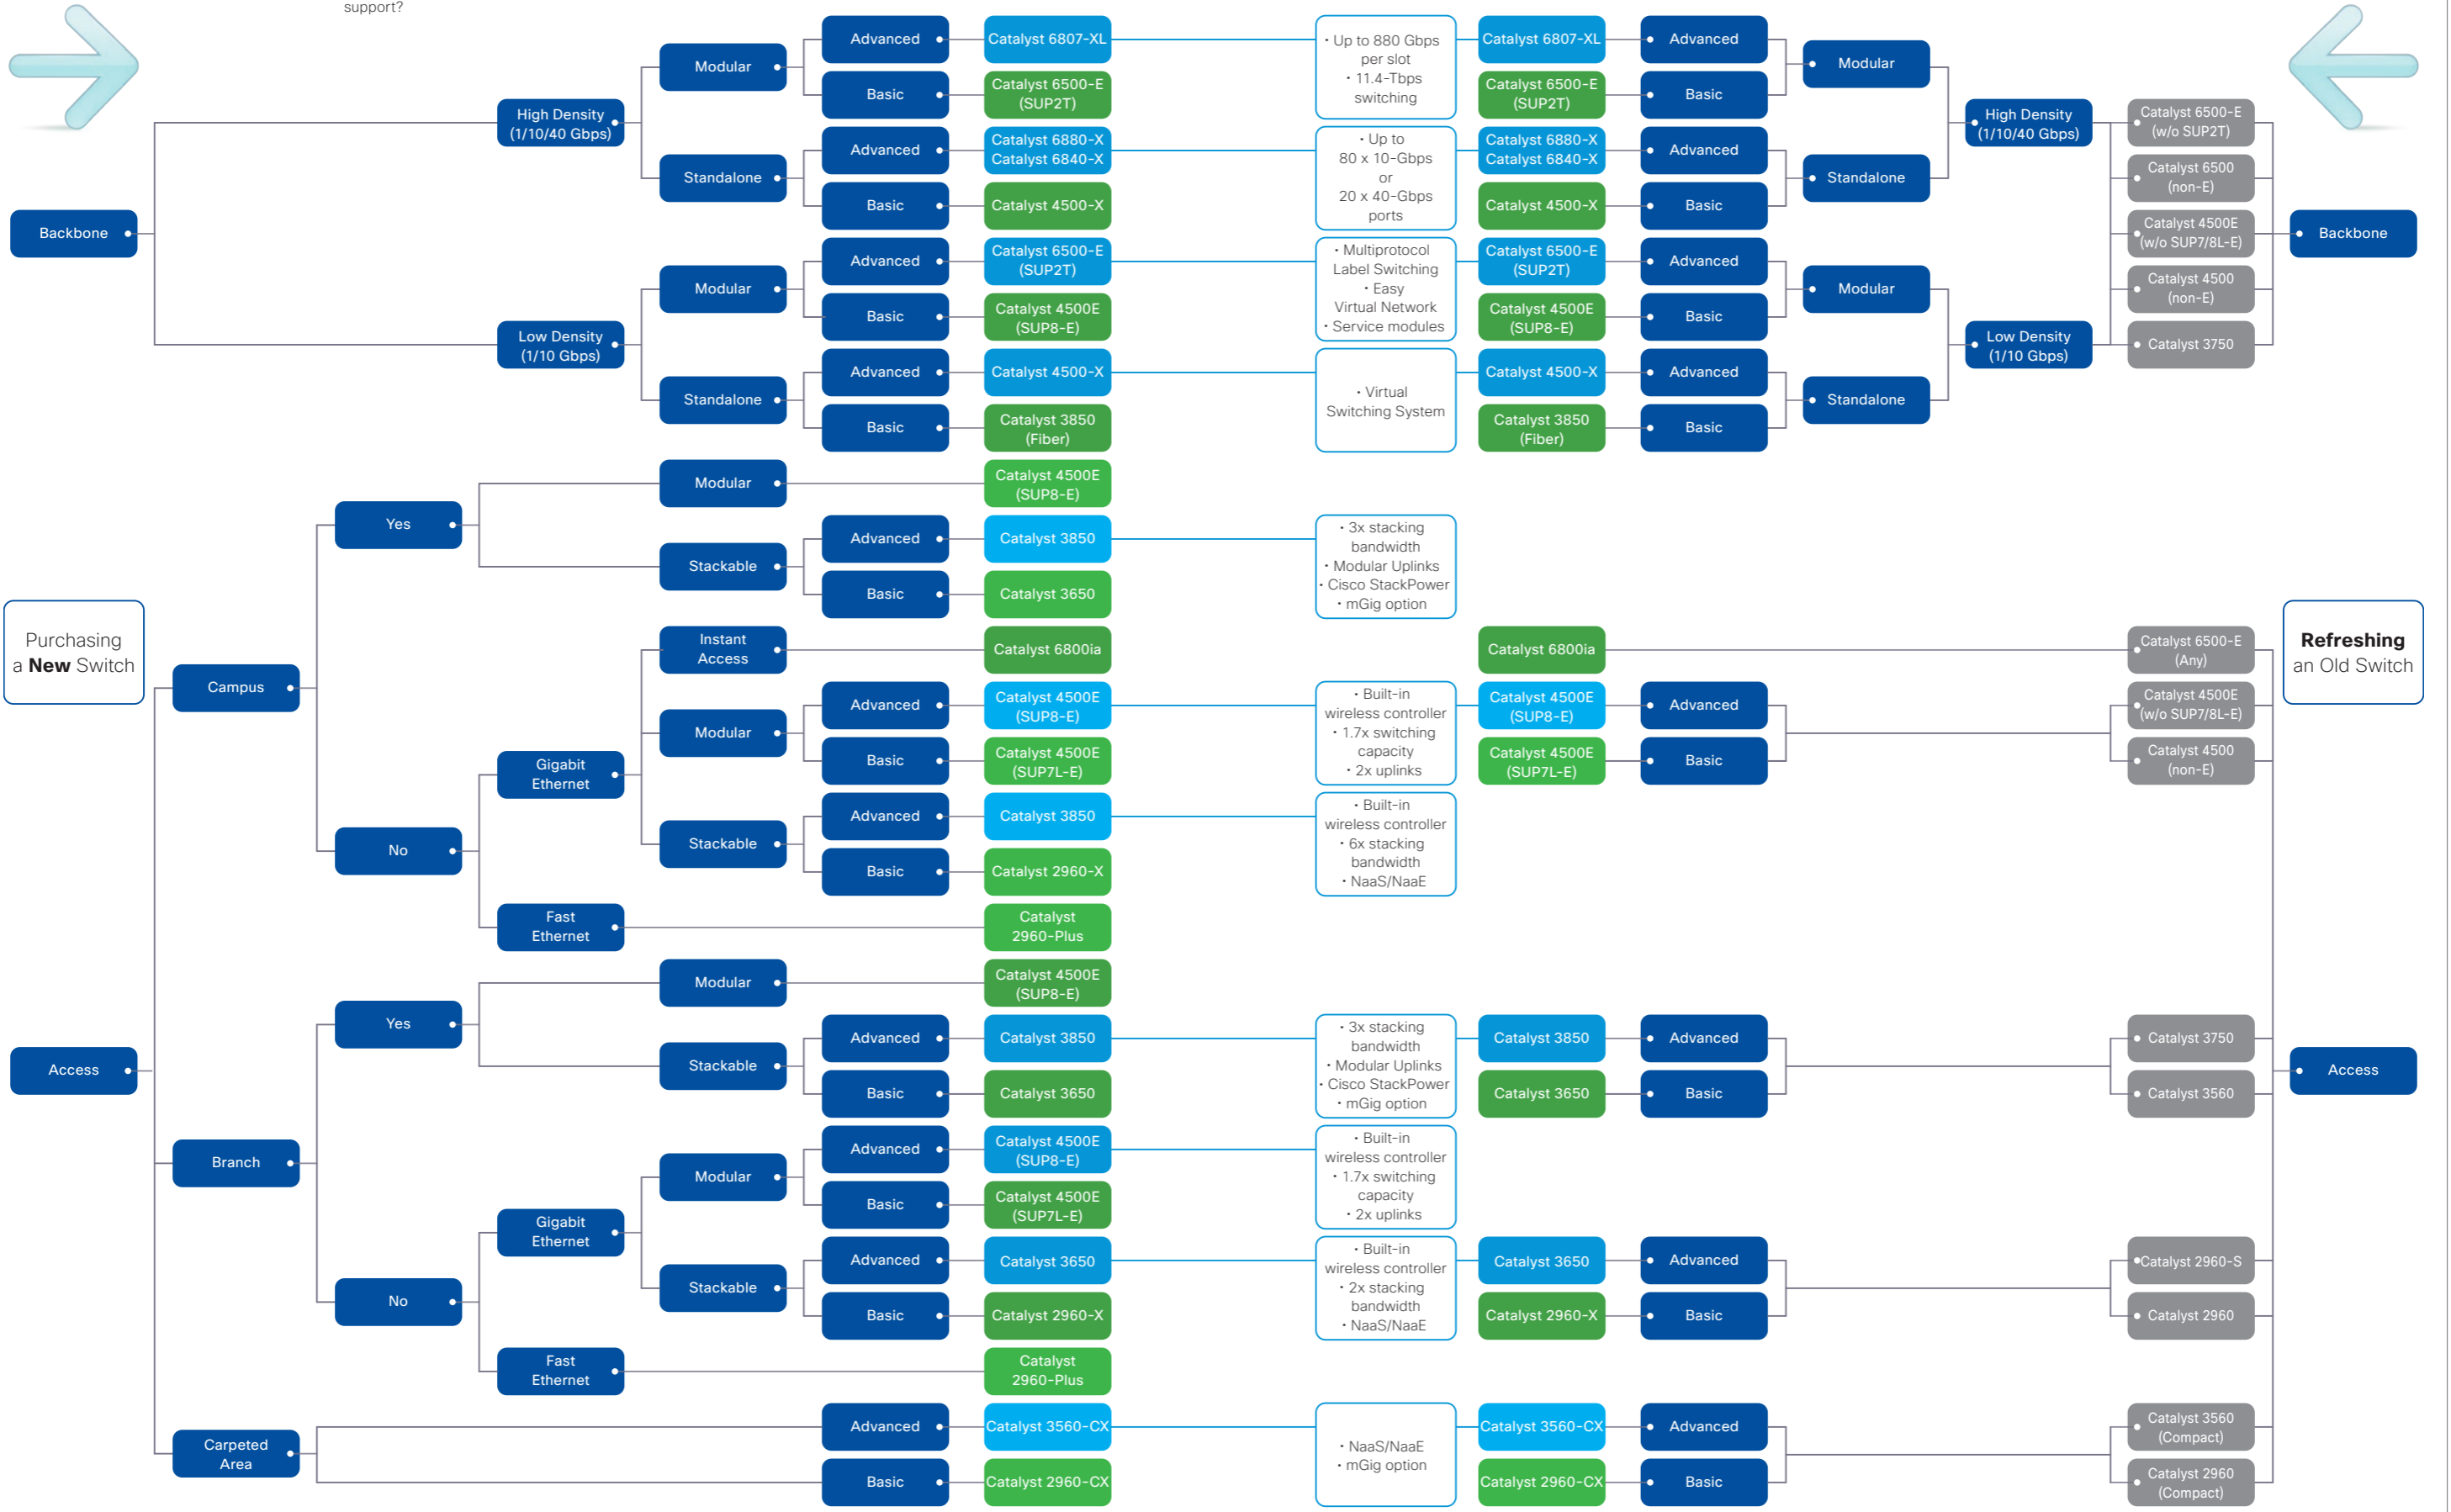 support?
Advanced
Catalyst 6807-XL
• Up to 880 Gbps
per slot
• 11.4-Tbps
switching
Catalyst 6807-XL
Advanced
Modular
Modular
Basic
Catalyst 6500-E
(SUP2T)
Catalyst 6500-E
(SUP2T)
Basic
High Density
(1/10/40 Gbps)
High Density
(1/10/40 Gbps)
Catalyst 6500-E
(w/o SUP2T)
Advanced
Catalyst 6880-X
Catalyst 6840-X
• Up to
80 x 10-Gbps
or
20 x 40-Gbps
ports
Catalyst 6880-X
Catalyst 6840-X
Advanced
Standalone
Standalone
Catalyst 6500
(non-E)
Basic
Catalyst 4500-X
Catalyst 4500-X
Basic
Backbone
Catalyst 4500E
(w/o SUP7/8L-E)
Backbone
Advanced
Catalyst 6500-E
(SUP2T)
• Multiprotocol
Label Switching
• Easy
Virtual Network
• Service modules
Catalyst 6500-E
(SUP2T)
Advanced
Modular
Modular
Catalyst 4500
(non-E)
Basic
Catalyst 4500E
(SUP8-E)
Catalyst 4500E
(SUP8-E)
Basic
Low Density
(1/10 Gbps)
Low Density
(1/10 Gbps)
Catalyst 3750
Advanced
Catalyst 4500-X
• Virtual
Switching System
Catalyst 4500-X
Advanced
Standalone
Standalone
Basic
Catalyst 3850
(Fiber)
Catalyst 3850
(Fiber)
Basic
Modular
Catalyst 4500E
(SUP8-E)
Yes
Advanced
Catalyst 3850
• 3x stacking
bandwidth
• Modular Uplinks
• Cisco StackPower
• mGig option
Stackable
Basic
Catalyst 3650
Purchasing
a New Switch
Instant
Access
Catalyst 6800ia
Catalyst 6800ia
Catalyst 6500-E
(Any)
Refreshing
an Old Switch
Campus
Advanced
Catalyst 4500E
(SUP8-E)
• Built-in
wireless controller
• 1.7x switching
capacity
• 2x uplinks
Catalyst 4500E
(SUP8-E)
Advanced
Catalyst 4500E
(w/o SUP7/8L-E)
Modular
Basic
Catalyst 4500E
(SUP7L-E)
Catalyst 4500E
(SUP7L-E)
Basic
Catalyst 4500
(non-E)
Gigabit
Ethernet
Advanced
Catalyst 3850
• Built-in
wireless controller
• 6x stacking
bandwidth
• NaaS/NaaE
No
Stackable
Basic
Catalyst 2960-X
Fast
Ethernet
Catalyst
2960-Plus
Modular
Catalyst 4500E
(SUP8-E)
Yes
Advanced
Catalyst 3850
• 3x stacking
bandwidth
• Modular Uplinks
• Cisco StackPower
• mGig option
Catalyst 3850
Advanced
Catalyst 3750
Access
Stackable
Access
Basic
Catalyst 3650
Catalyst 3650
Basic
Catalyst 3560
Branch
Advanced
Catalyst 4500E
(SUP8-E)
• Built-in
wireless controller
• 1.7x switching
capacity
• 2x uplinks
Modular
Basic
Catalyst 4500E
(SUP7L-E)
Gigabit
Ethernet
Advanced
Catalyst 3650
• Built-in
wireless controller
• 2x stacking
bandwidth
• NaaS/NaaE
Catalyst 3650
Advanced
Catalyst 2960-S
No
Stackable
Basic
Catalyst 2960-X
Catalyst 2960-X
Basic
Catalyst 2960
Fast
Ethernet
Catalyst
2960-Plus
Carpeted
Area
Advanced
Catalyst 3560-CX
• NaaS/NaaE
• mGig option
Catalyst 3560-CX
Advanced
Catalyst 3560
(Compact)
Basic
Catalyst 2960-CX
Catalyst 2960-CX
Basic
Catalyst 2960
(Compact)